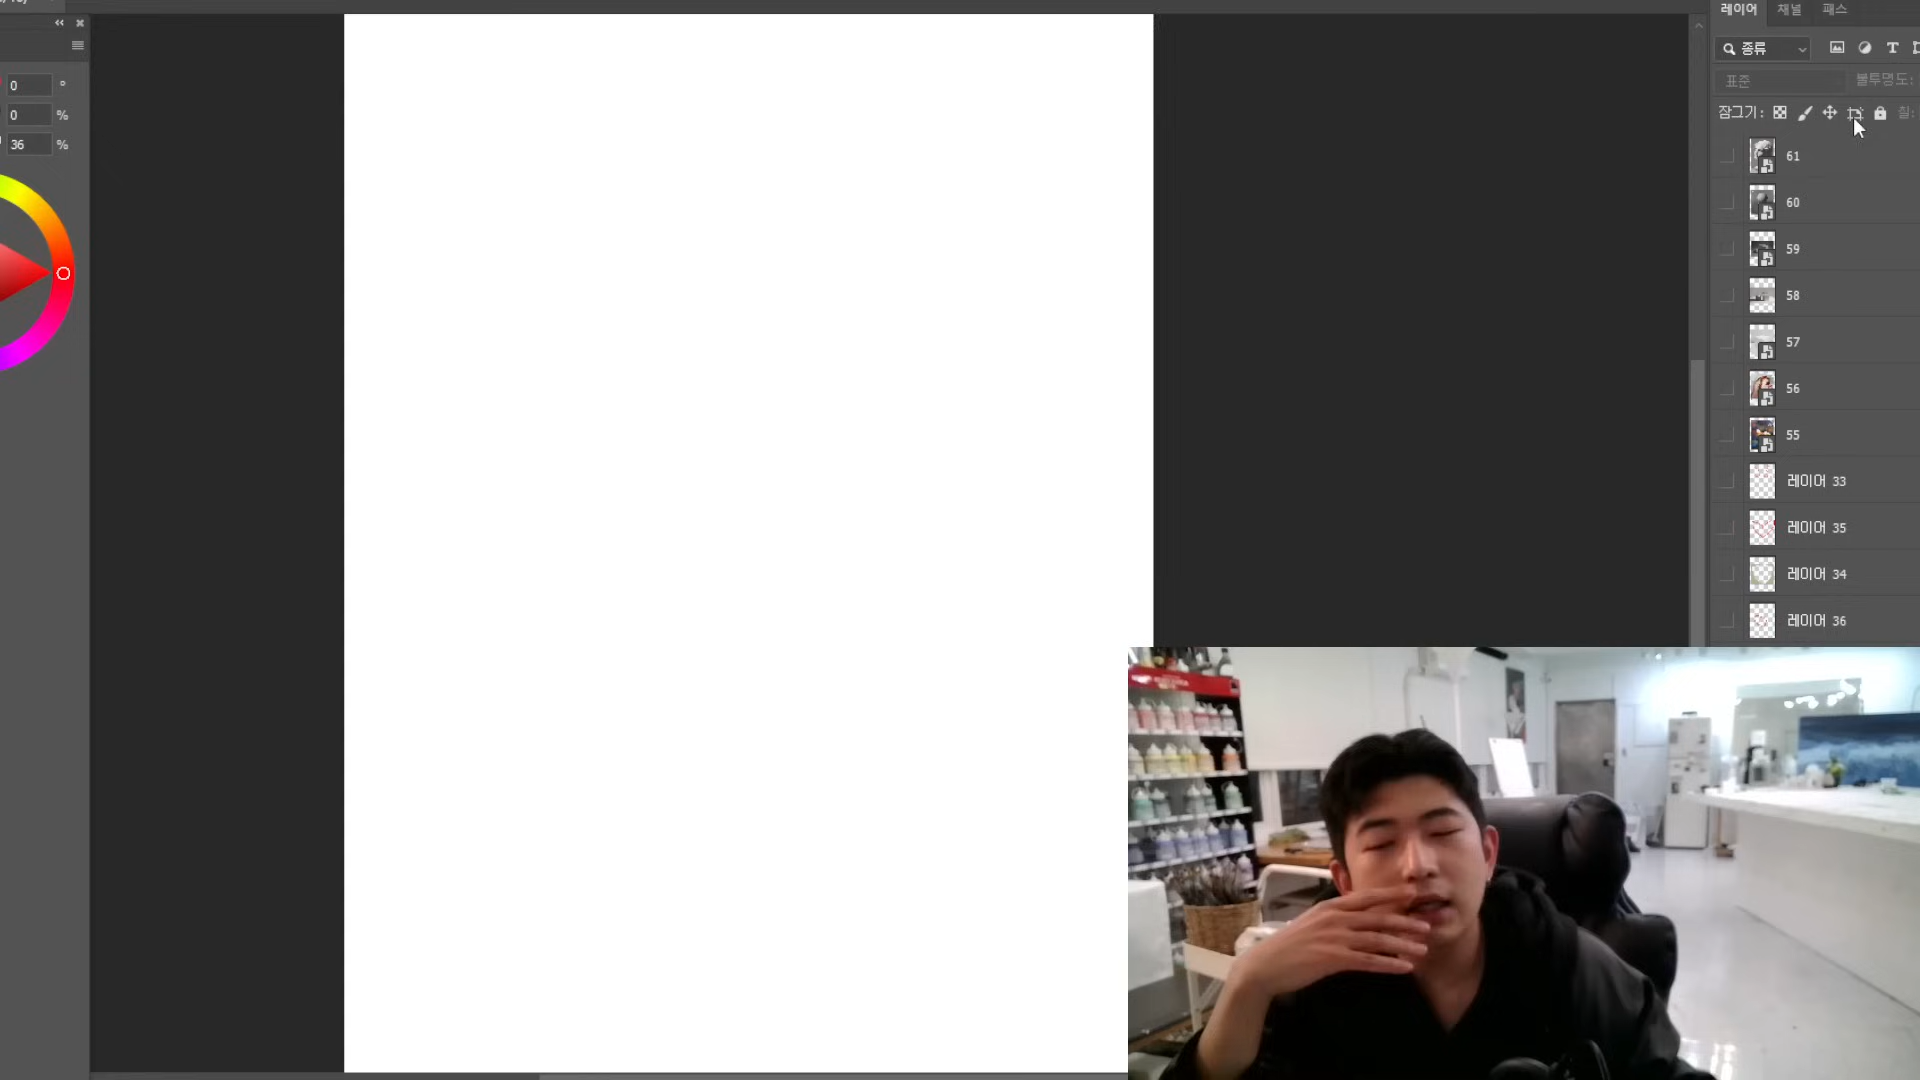 레이어 채널 패스
종류
표준 불투명도:
잠그기: 칠:
0 °
0 %
36 %
61
60
59
58
57
56
55
레이어 33
레이어 35
레이어 34
레이어 36